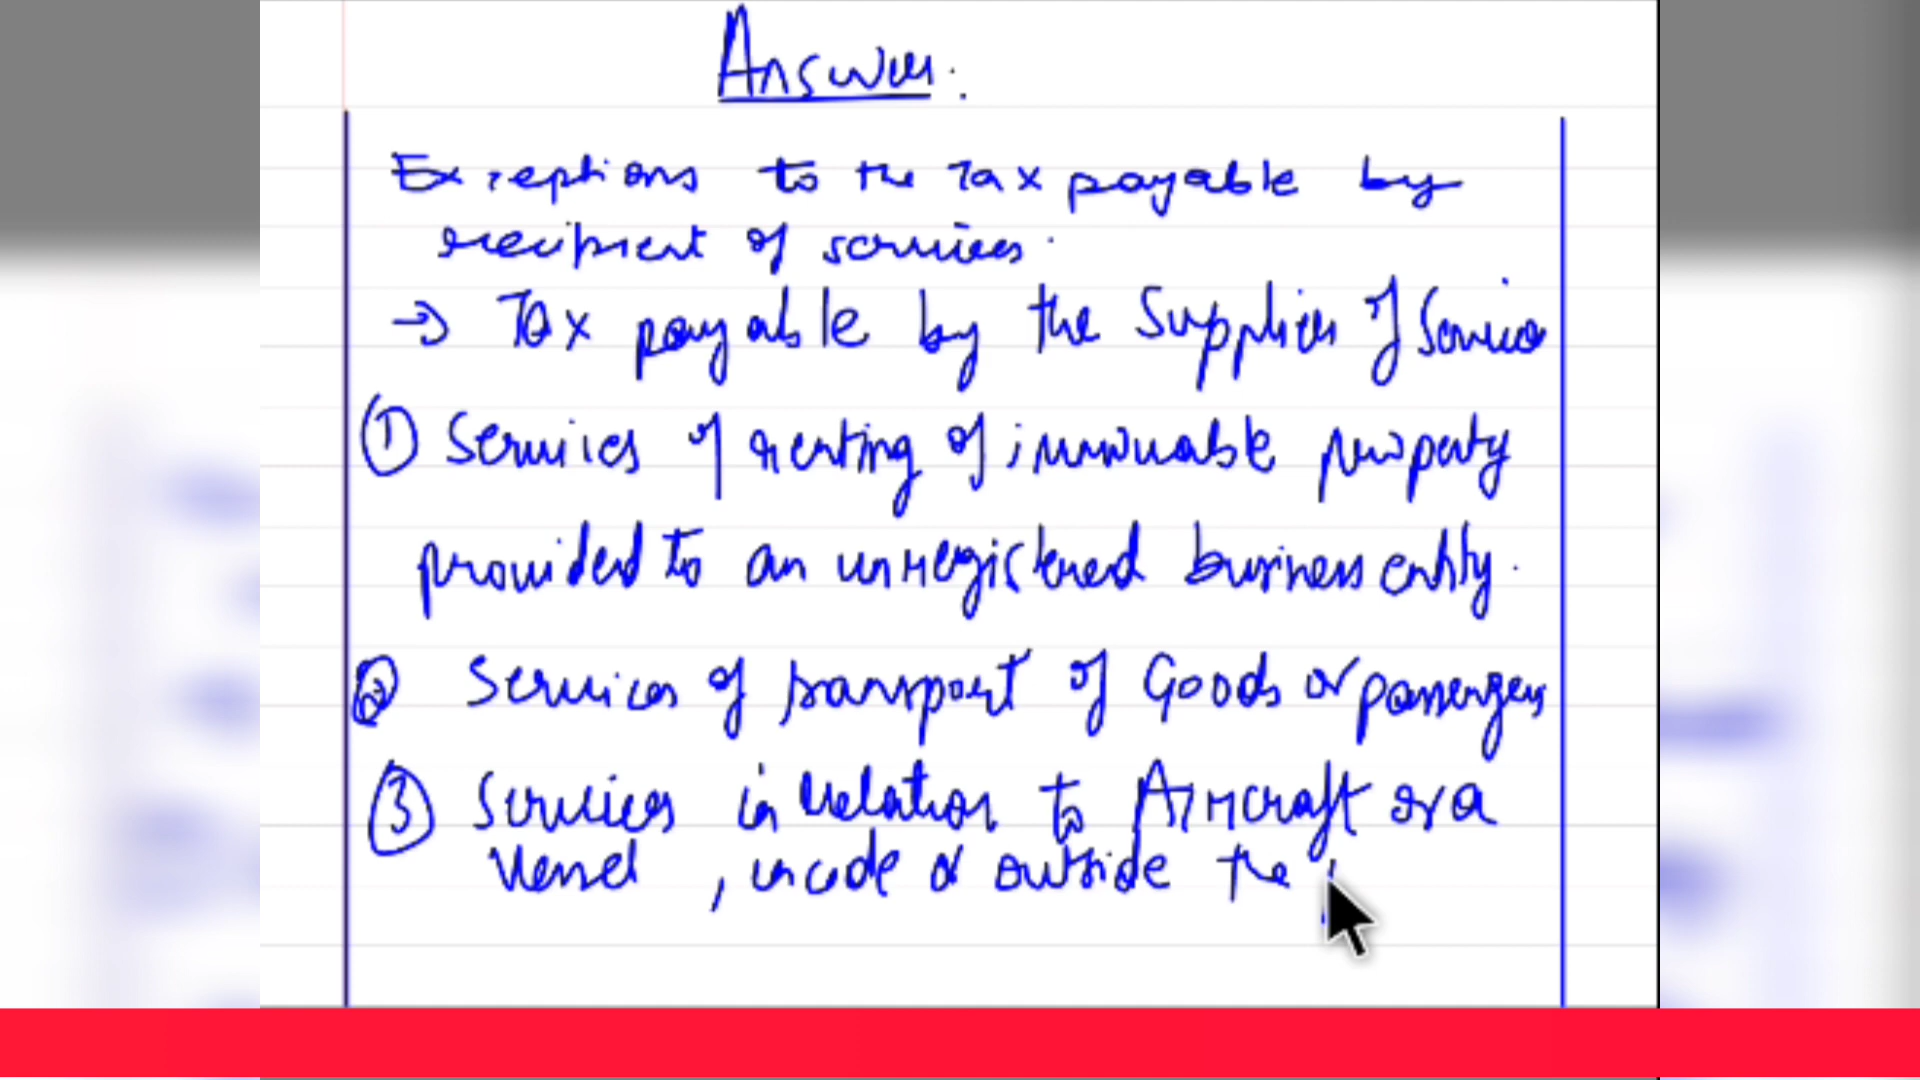 Answer:
Exceptions to the Tax payable by
recipient of services.
→ Tax payable by the Supplier of Service
① Services of renting of immovable property
provided to an unregistered business entity.
② Services of transport of Goods or passengers
③ Services in relation to Aircraft or a
Vessel, inside or outside the